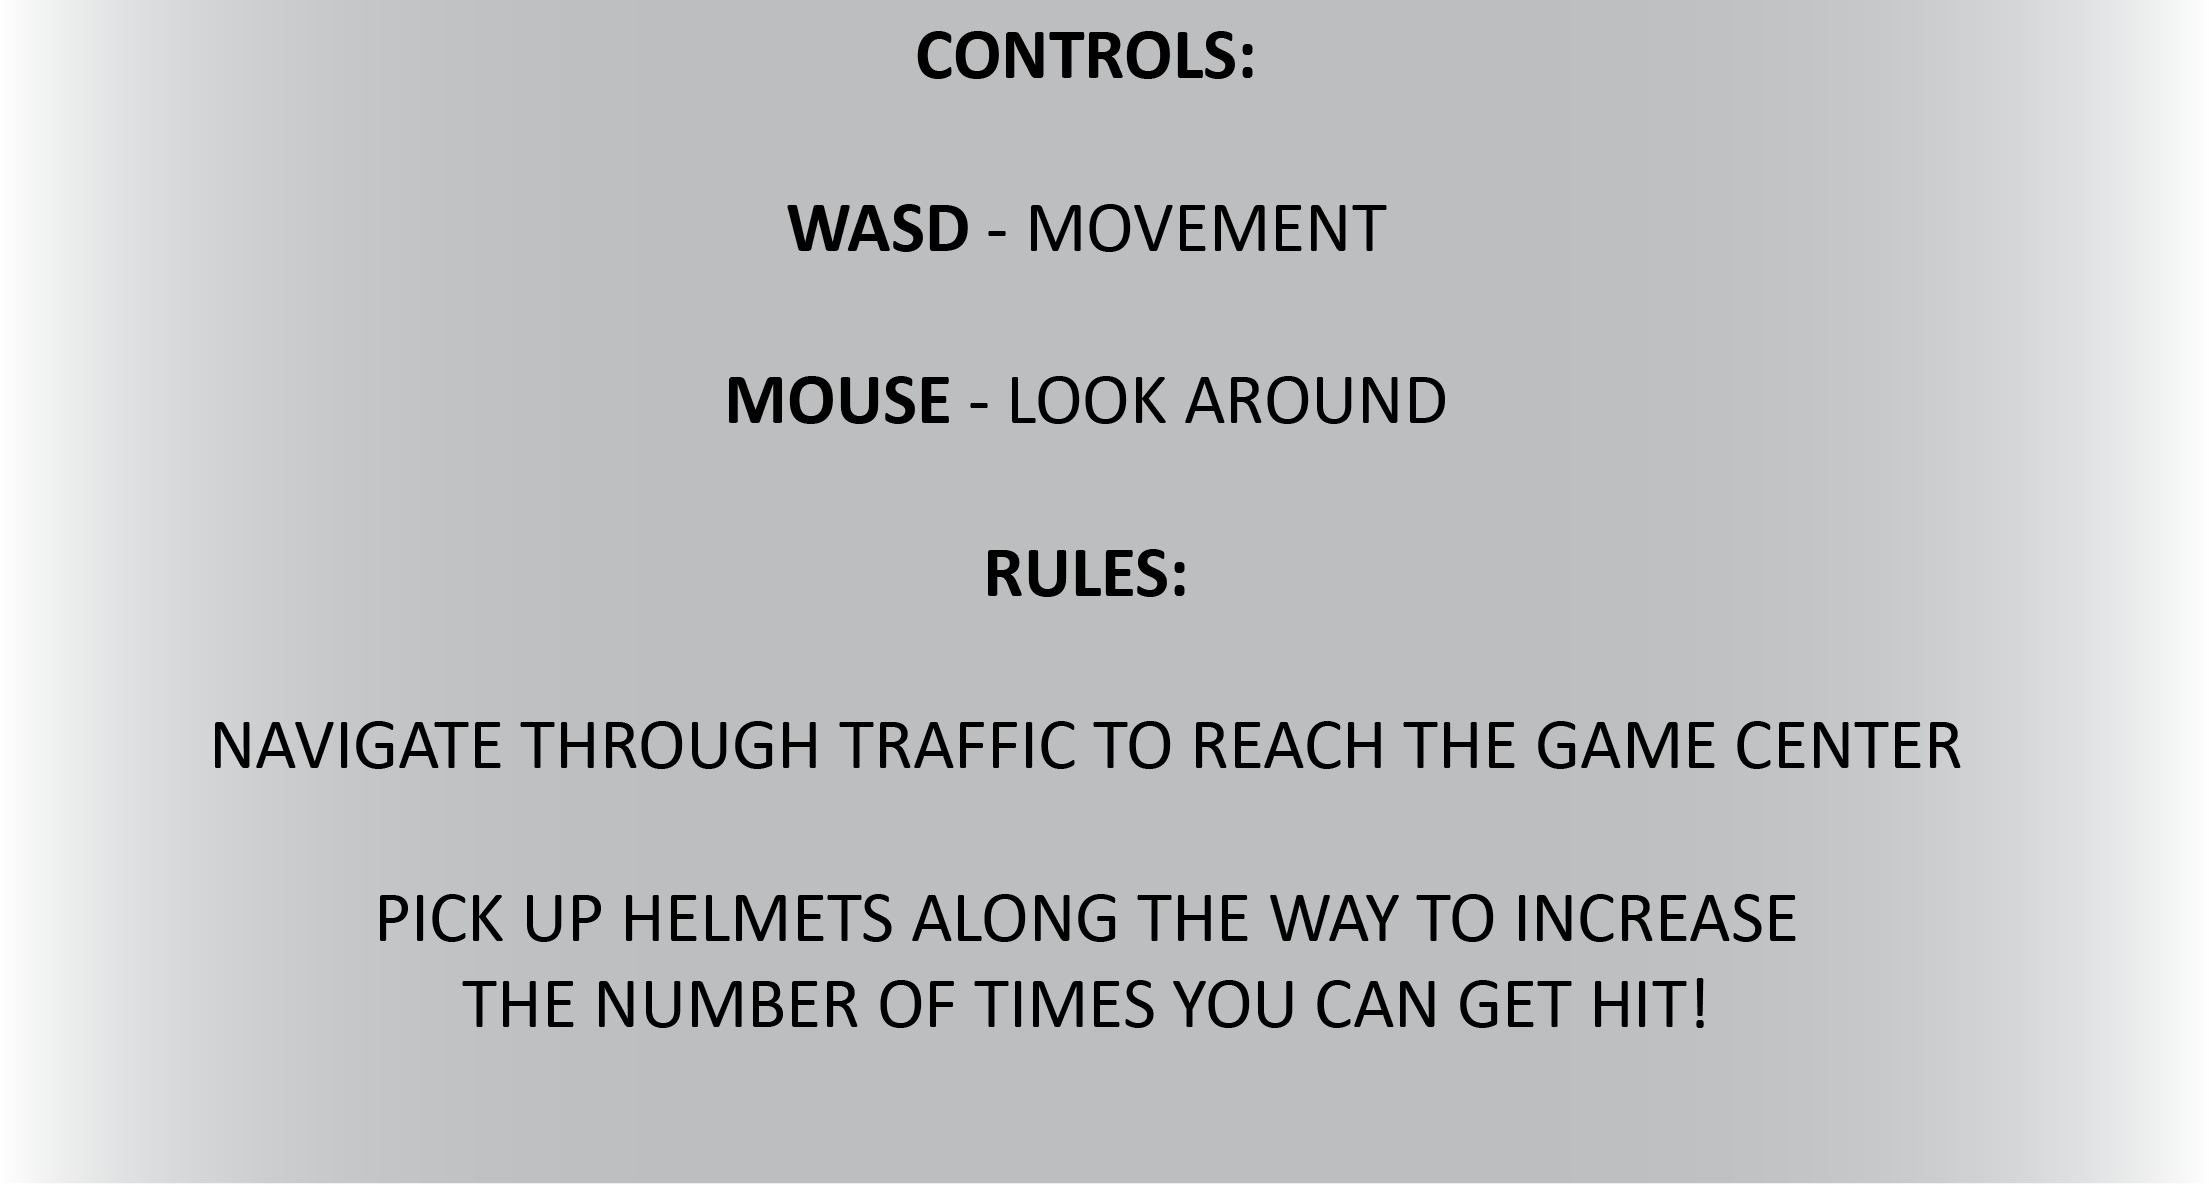 CONTROLS:
WASD - MOVEMENT
MOUSE - LOOK AROUND
RULES:
NAVIGATE THROUGH TRAFFIC TO REACH THE GAME CENTER
PICK UP HELMETS ALONG THE WAY TO INCREASE
THE NUMBER OF TIMES YOU CAN GET HIT!